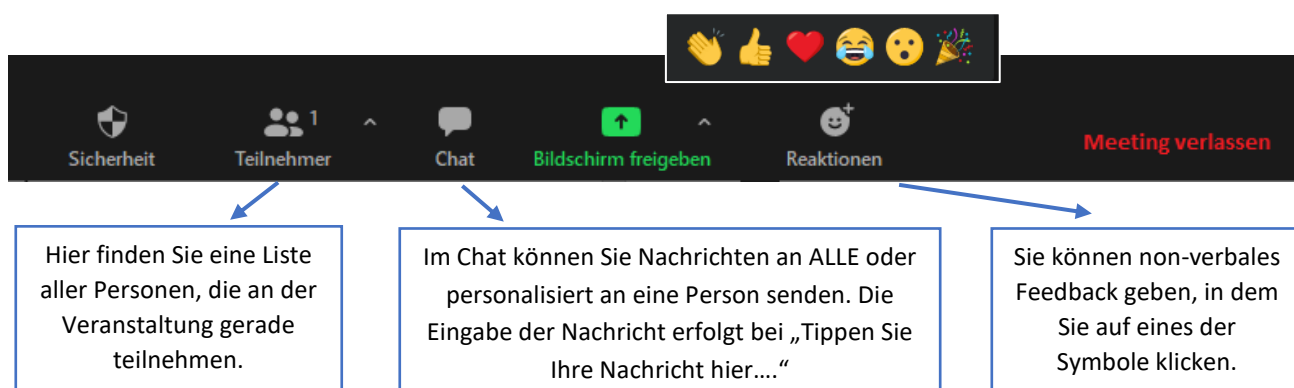 Sicherheit
Teilnehmer
1
Chat
Bildschirm freigeben
Reaktionen
Meeting verlassen
Hier finden Sie eine Liste
aller Personen, die an der
Veranstaltung gerade
teilnehmen.
Im Chat können Sie Nachrichten an ALLE oder
personalisiert an eine Person senden. Die
Eingabe der Nachricht erfolgt bei „Tippen Sie
Ihre Nachricht hier….“
Sie können non-verbales
Feedback geben, in dem
Sie auf eines der
Symbole klicken.